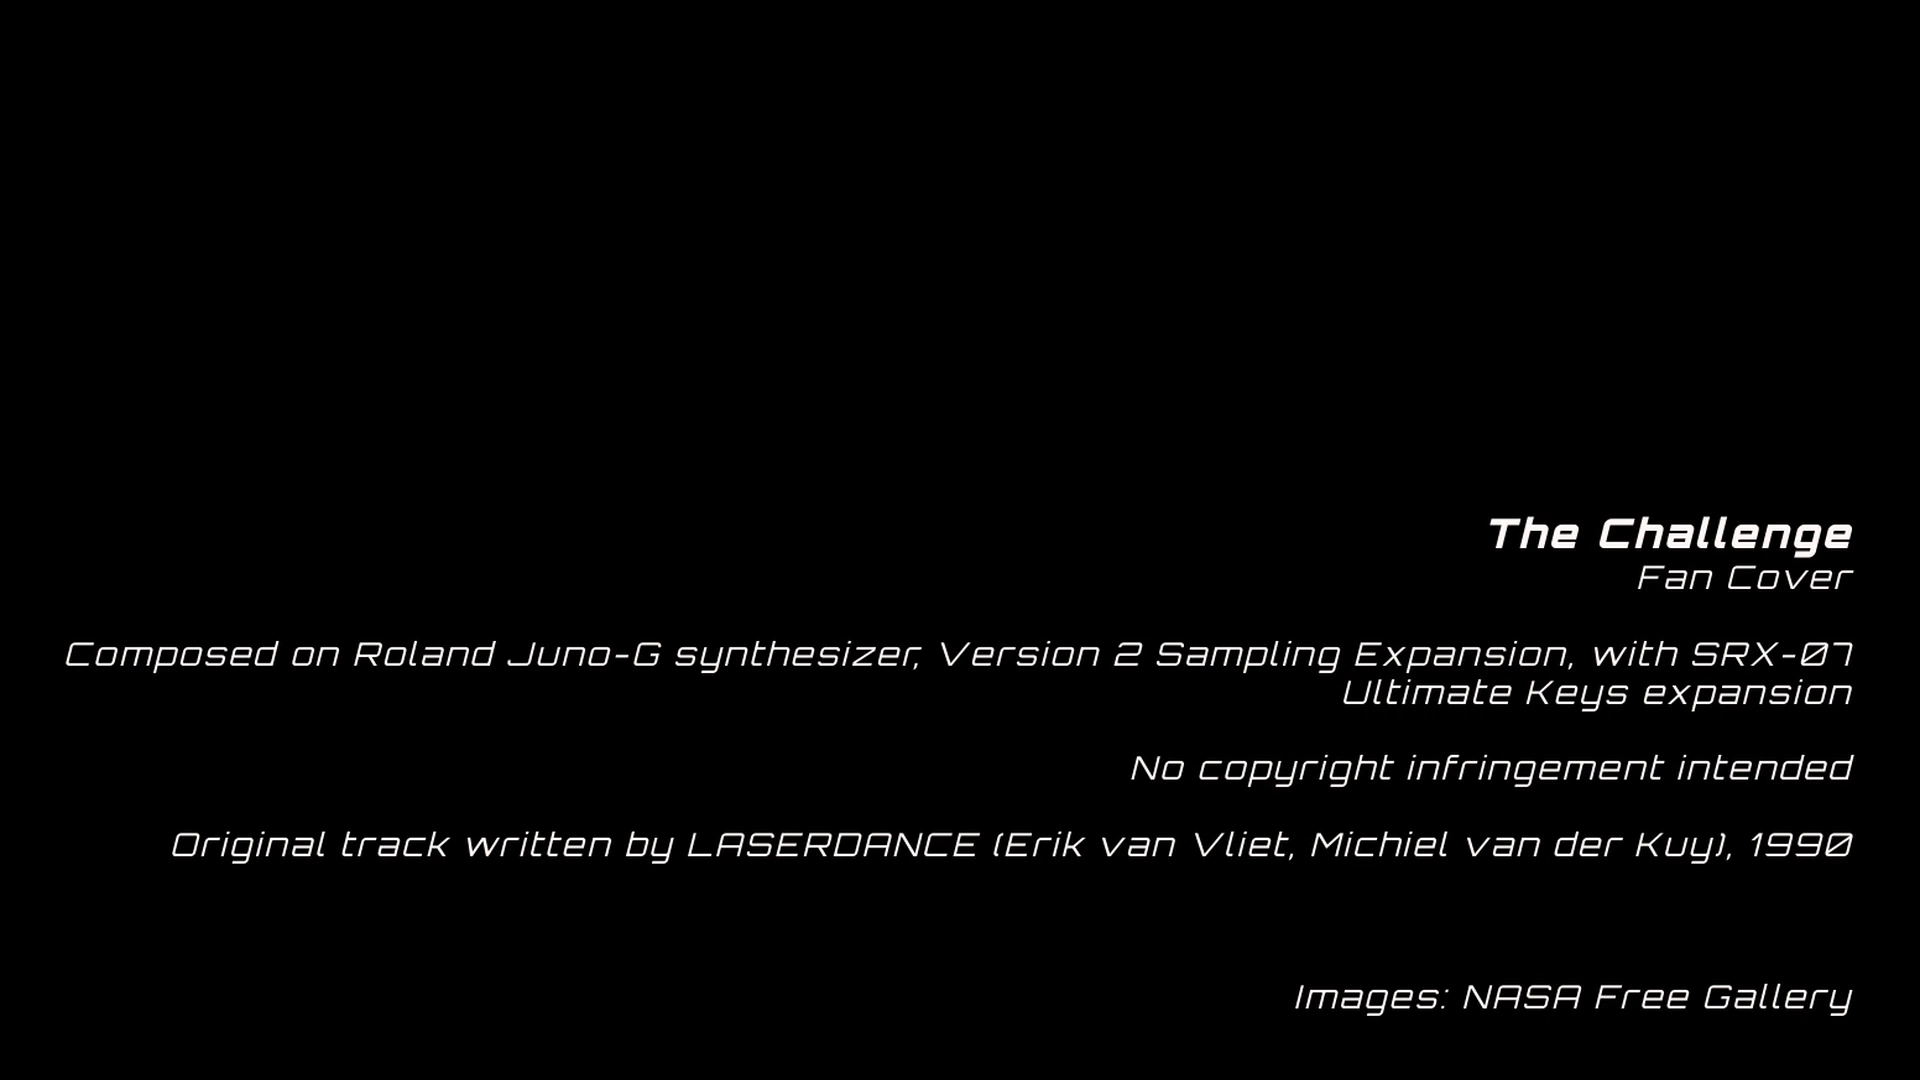 The Challenge
Fan Cover
Composed on Roland Juno-G synthesizer, Version 2 Sampling Expansion, with SRX-07
Ultimate Keys expansion
No copyright infringement intended
Original track written by LASERDANCE (Erik van Vliet, Michiel van der Kuy), 1990
Images: NASA Free Gallery